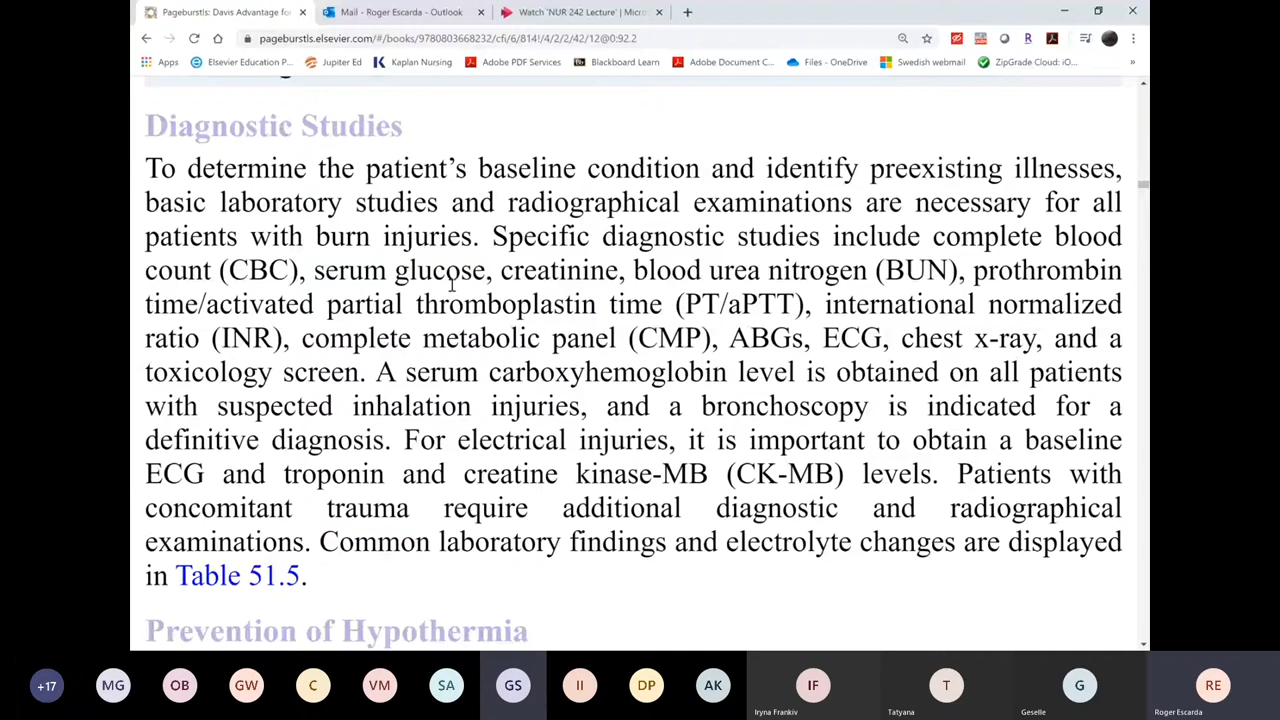 Pageburstls: Davis Advantage for
Mail - Roger Escarda - Outlook
Watch 'NUR 242 Lecture' | Micro
pageburstls.elsevier.com/#/books/9780803668232/cfi/6/814!/4/2/2/42/12@0:92.2
Apps
Elsevier Education P...
Jupiter Ed
Kaplan Nursing
Adobe PDF Services
Blackboard Learn
Adobe Document C...
Files - OneDrive
Swedish webmail
ZipGrade Cloud: iO...
Diagnostic Studies
To determine the patient's baseline condition and identify preexisting illnesses,
basic laboratory studies and radiographical examinations are necessary for all
patients with burn injuries. Specific diagnostic studies include complete blood
count (CBC), serum glucose, creatinine, blood urea nitrogen (BUN), prothrombin
time/activated partial thromboplastin time (PT/aPTT), international normalized
ratio (INR), complete metabolic panel (CMP), ABGs, ECG, chest x-ray, and a
toxicology screen. A serum carboxyhemoglobin level is obtained on all patients
with suspected inhalation injuries, and a bronchoscopy is indicated for a
definitive diagnosis. For electrical injuries, it is important to obtain a baseline
ECG and troponin and creatine kinase-MB (CK-MB) levels. Patients with
concomitant trauma require additional diagnostic and radiographical
examinations. Common laboratory findings and electrolyte changes are displayed
in Table 51.5.
Prevention of Hypothermia
+17
MG
OB
GW
C
VM
SA
GS
II
DP
AK
IF
T
G
RE
Iryna Frankiv
Tatyana
Geselle
Roger Escarda